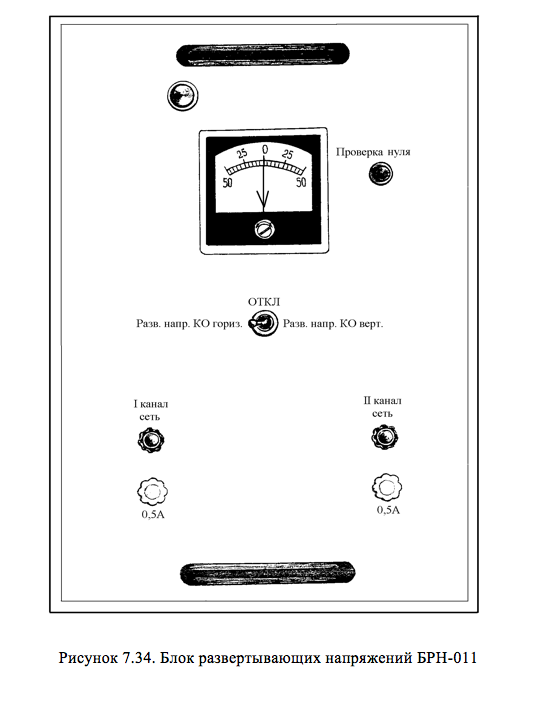 0
25 25
50 50
Проверка нуля
ОТКЛ
Разв. напр. КО гориз. Разв. напр. КО верт.
I канал
сеть
II канал
сеть
0,5А
0,5А
Рисунок 7.34. Блок развертывающих напряжений БРН-011